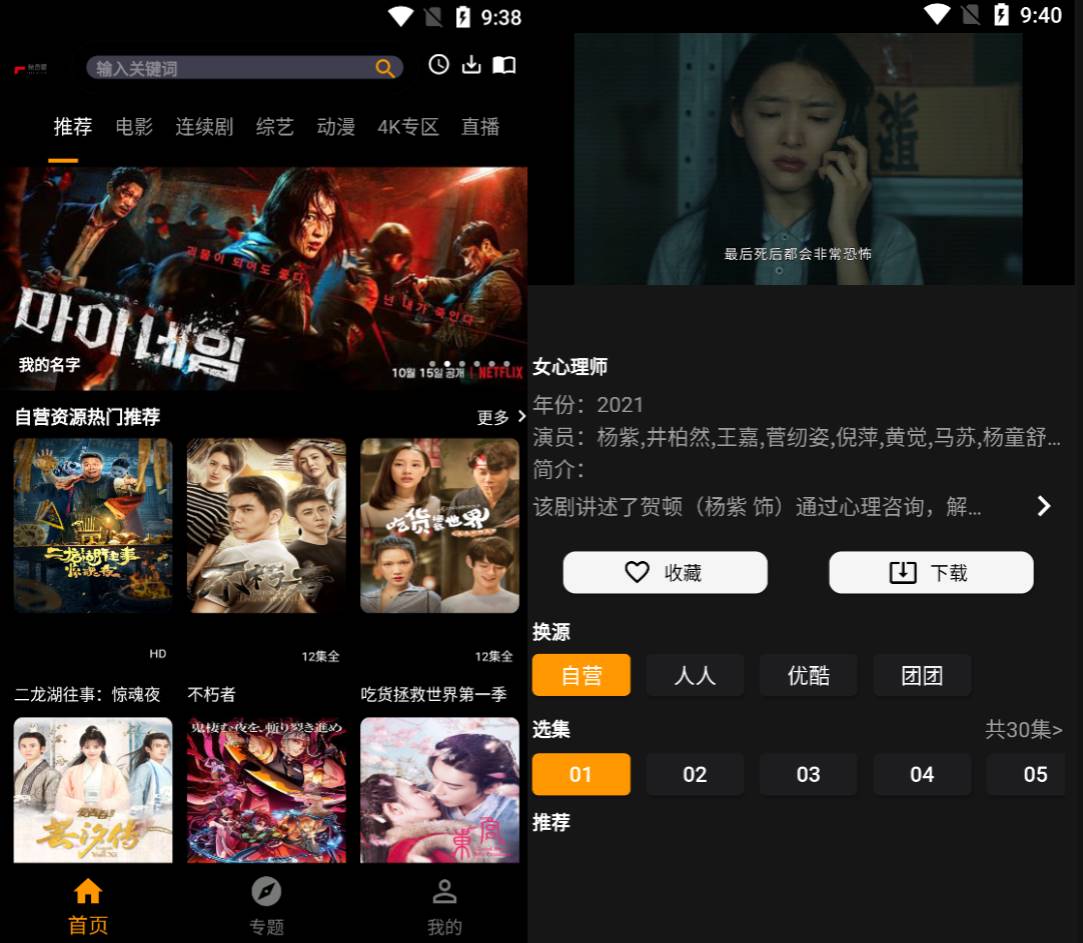 9:38
输入关键词
推荐 电影 连续剧 综艺 动漫 4K专区 直播
괴물이 되어도 좋다
넌 내가 죽인다
마이 네임
我的名字
10월 15일 공개 | NETFLIX
自营资源热门推荐 更多
二龙湖往事
惊魂夜
不朽者
吃货拯救世界
HD 12集全 12集全
二龙湖往事：惊魂夜 不朽者 吃货拯救世界第一季
芸汐传
鬼棲む夜を、斬り裂き進め
東宮
首页 专题 我的
9:40
最后死后都会非常恐怖
女心理师
年份：2021
演员：杨紫,井柏然,王嘉,菅纫姿,倪萍,黄觉,马苏,杨童舒...
简介：
该剧讲述了贺顿（杨紫 饰）通过心理咨询，解...
收藏 下载
换源
自营 人人 优酷 团团
选集 共30集>
01 02 03 04 05
推荐